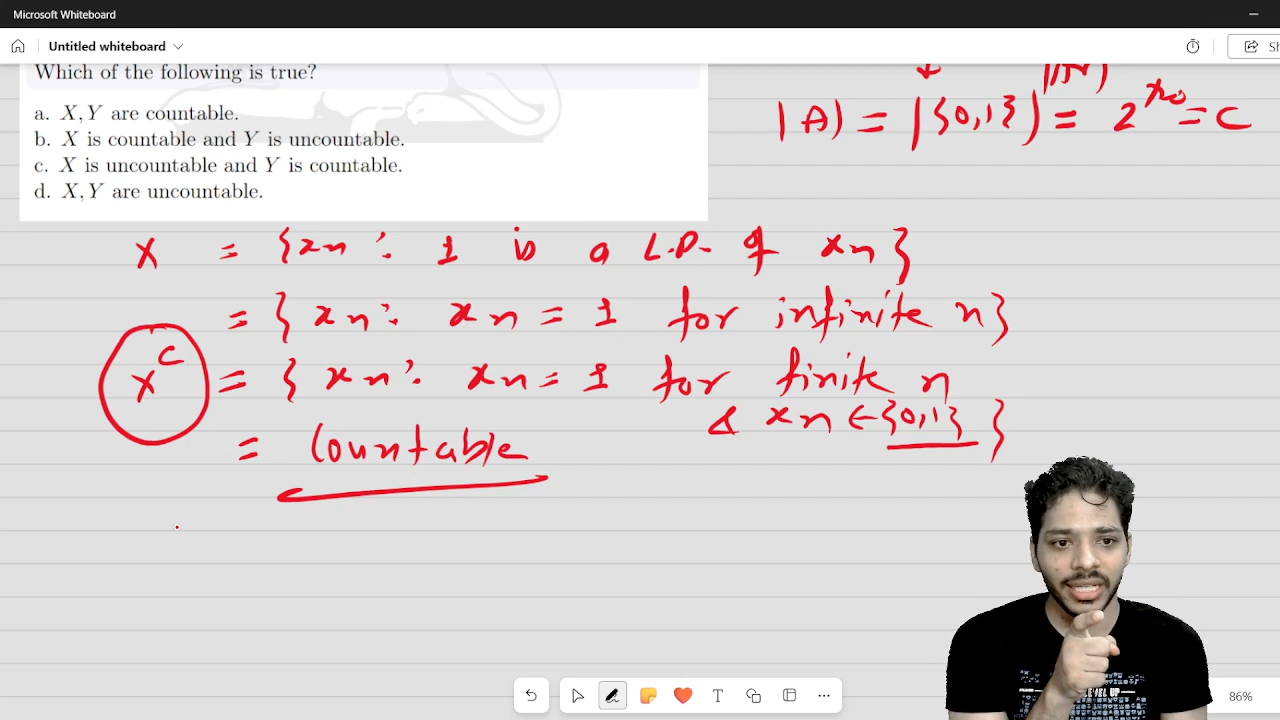 Microsoft Whiteboard
Untitled whiteboard
Which of the following is true?
a. X, Y are countable.
b. X is countable and Y is uncountable.
c. X is uncountable and Y is countable.
d. X, Y are uncountable.
|A| = |{0,1}|^|ℕ| = 2^ℵ0 = c
X = {xn : 1 is a L.P. of xn}
= {xn : xn = 1 for infinite n}
X^c = {xn : xn = 1 for finite n
& xn ∈ {0,1}}
= Countable
LEVEL UP
86%